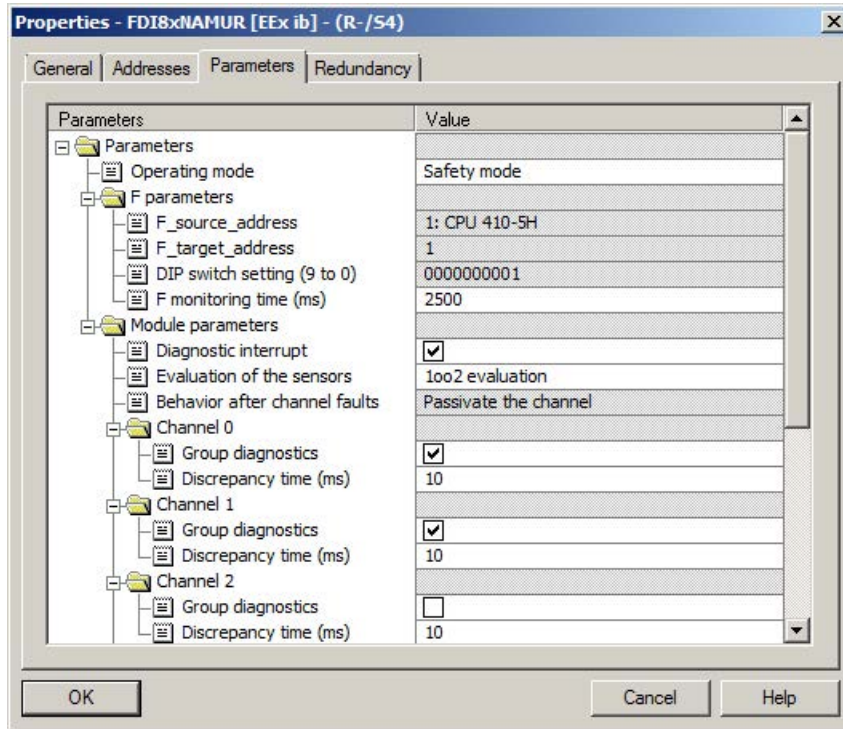 Properties - FDI8xNAMUR [EEx ib] - (R-/S4)
General Addresses Parameters Redundancy
Parameters Value
Parameters
Operating mode Safety mode
F parameters
F_source_address 1: CPU 410-5H
F_target_address 1
DIP switch setting (9 to 0) 0000000001
F monitoring time (ms) 2500
Module parameters
Diagnostic interrupt
Evaluation of the sensors 1oo2 evaluation
Behavior after channel faults Passivate the channel
Channel 0
Group diagnostics
Discrepancy time (ms) 10
Channel 1
Group diagnostics
Discrepancy time (ms) 10
Channel 2
Group diagnostics
Discrepancy time (ms) 10
OK Cancel Help